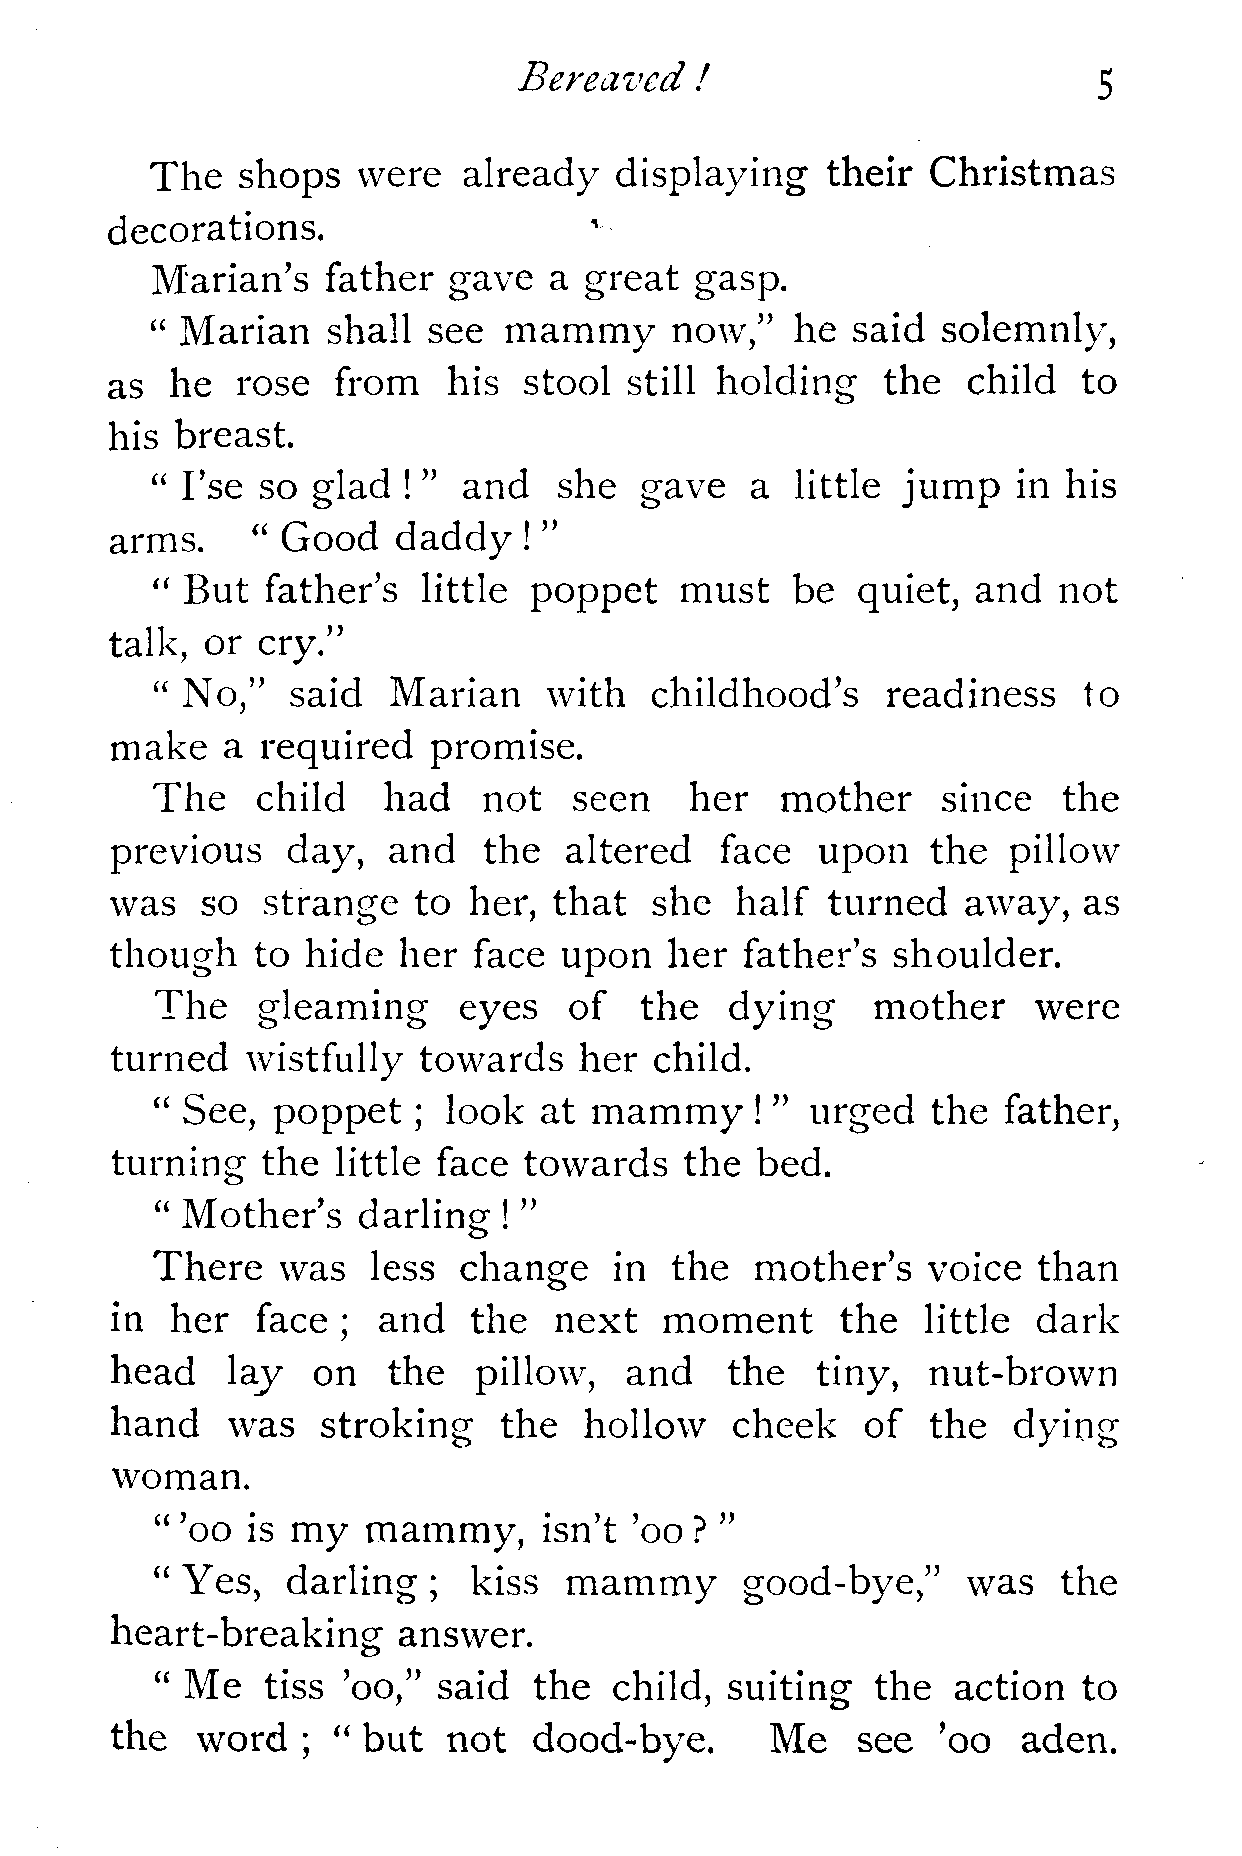 Bereaved ! 5
The shops were already displaying their Christmas
decorations.
Marian's father gave a great gasp.
" Marian shall see mammy now," he said solemnly,
as he rose from his stool still holding the child to
his breast.
" I'se so glad ! " and she gave a little jump in his
arms. " Good daddy ! "
" But father's little poppet must be quiet, and not
talk, or cry."
" No," said Marian with childhood's readiness to
make a required promise.
The child had not seen her mother since the
previous day, and the altered face upon the pillow
was so strange to her, that she half turned away, as
though to hide her face upon her father's shoulder.
The gleaming eyes of the dying mother were
turned wistfully towards her child.
" See, poppet ; look at mammy ! " urged the father,
turning the little face towards the bed.
" Mother's darling ! "
There was less change in the mother's voice than
in her face ; and the next moment the little dark
head lay on the pillow, and the tiny, nut-brown
hand was stroking the hollow cheek of the dying
woman.
" 'oo is my mammy, isn't 'oo ? "
" Yes, darling ; kiss mammy good-bye," was the
heart-breaking answer.
" Me tiss 'oo," said the child, suiting the action to
the word ; " but not dood-bye. Me see 'oo aden.